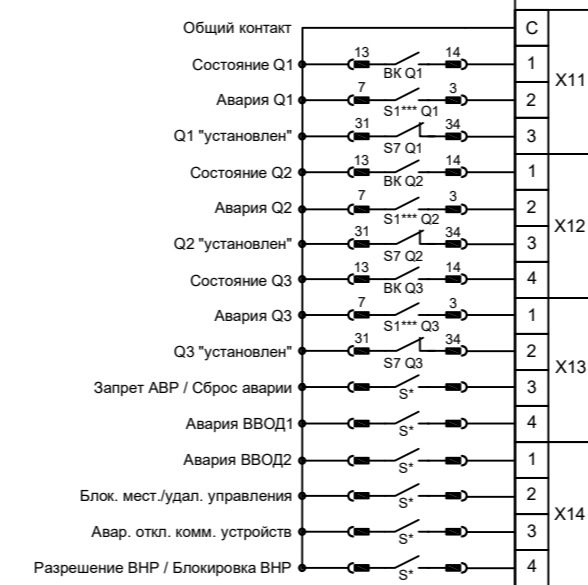 Общий контакт C
Состояние Q1 13 14 1
ВК Q1
X11
Авария Q1 7 3 2
S1*** Q1
Q1 "установлен" 31 34 3
S7 Q1
Состояние Q2 13 14 1
ВК Q2
Авария Q2 7 3 2
S1*** Q2
X12
Q2 "установлен" 31 34 3
S7 Q2
Состояние Q3 13 14 4
ВК Q3
Авария Q3 7 3 1
S1*** Q3
Q3 "установлен" 31 34 2
S7 Q3
X13
Запрет АВР / Сброс аварии 3
S*
Авария ВВОД1 4
S*
Авария ВВОД2 1
S*
Блок. мест./удал. управления 2
S*
X14
Авар. откл. комм. устройств 3
S*
Разрешение ВНР / Блокировка ВНР 4
S*